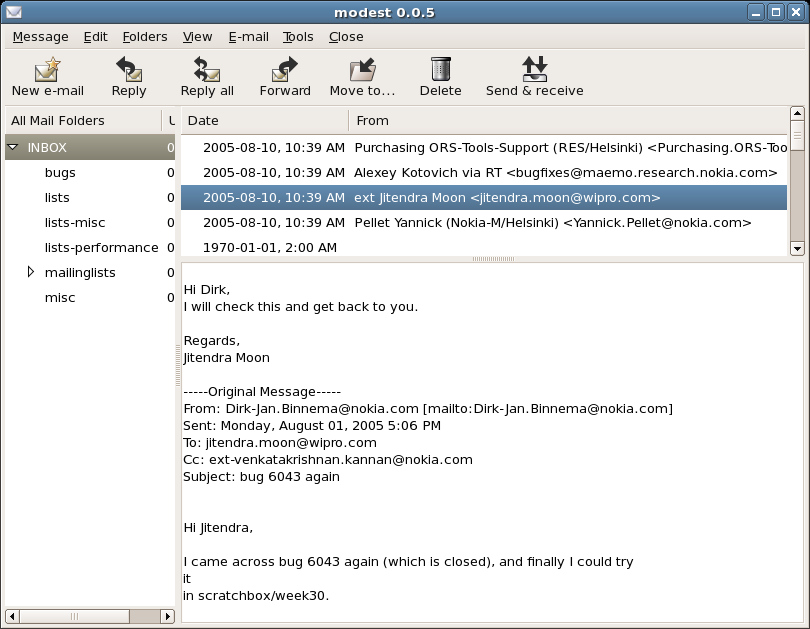 modest 0.0.5
Message Edit Folders View E-mail Tools Close
New e-mail Reply Reply all Forward Move to... Delete Send & receive
All Mail Folders U
INBOX 0
bugs 0
lists 0
lists-misc 0
lists-performance 0
mailinglists 0
misc 0
Date From
2005-08-10, 10:39 AM Purchasing ORS-Tools-Support (RES/Helsinki) <Purchasing.ORS-Too
2005-08-10, 10:39 AM Alexey Kotovich via RT <bugfixes@maemo.research.nokia.com>
2005-08-10, 10:39 AM ext Jitendra Moon <jitendra.moon@wipro.com>
2005-08-10, 10:39 AM Pellet Yannick (Nokia-M/Helsinki) <Yannick.Pellet@nokia.com>
1970-01-01, 2:00 AM
Hi Dirk,
I will check this and get back to you.
Regards,
Jitendra Moon
-----Original Message-----
From: Dirk-Jan.Binnema@nokia.com [mailto:Dirk-Jan.Binnema@nokia.com]
Sent: Monday, August 01, 2005 5:06 PM
To: jitendra.moon@wipro.com
Cc: ext-venkatakrishnan.kannan@nokia.com
Subject: bug 6043 again
Hi Jitendra,
I came across bug 6043 again (which is closed), and finally I could try
it
in scratchbox/week30.